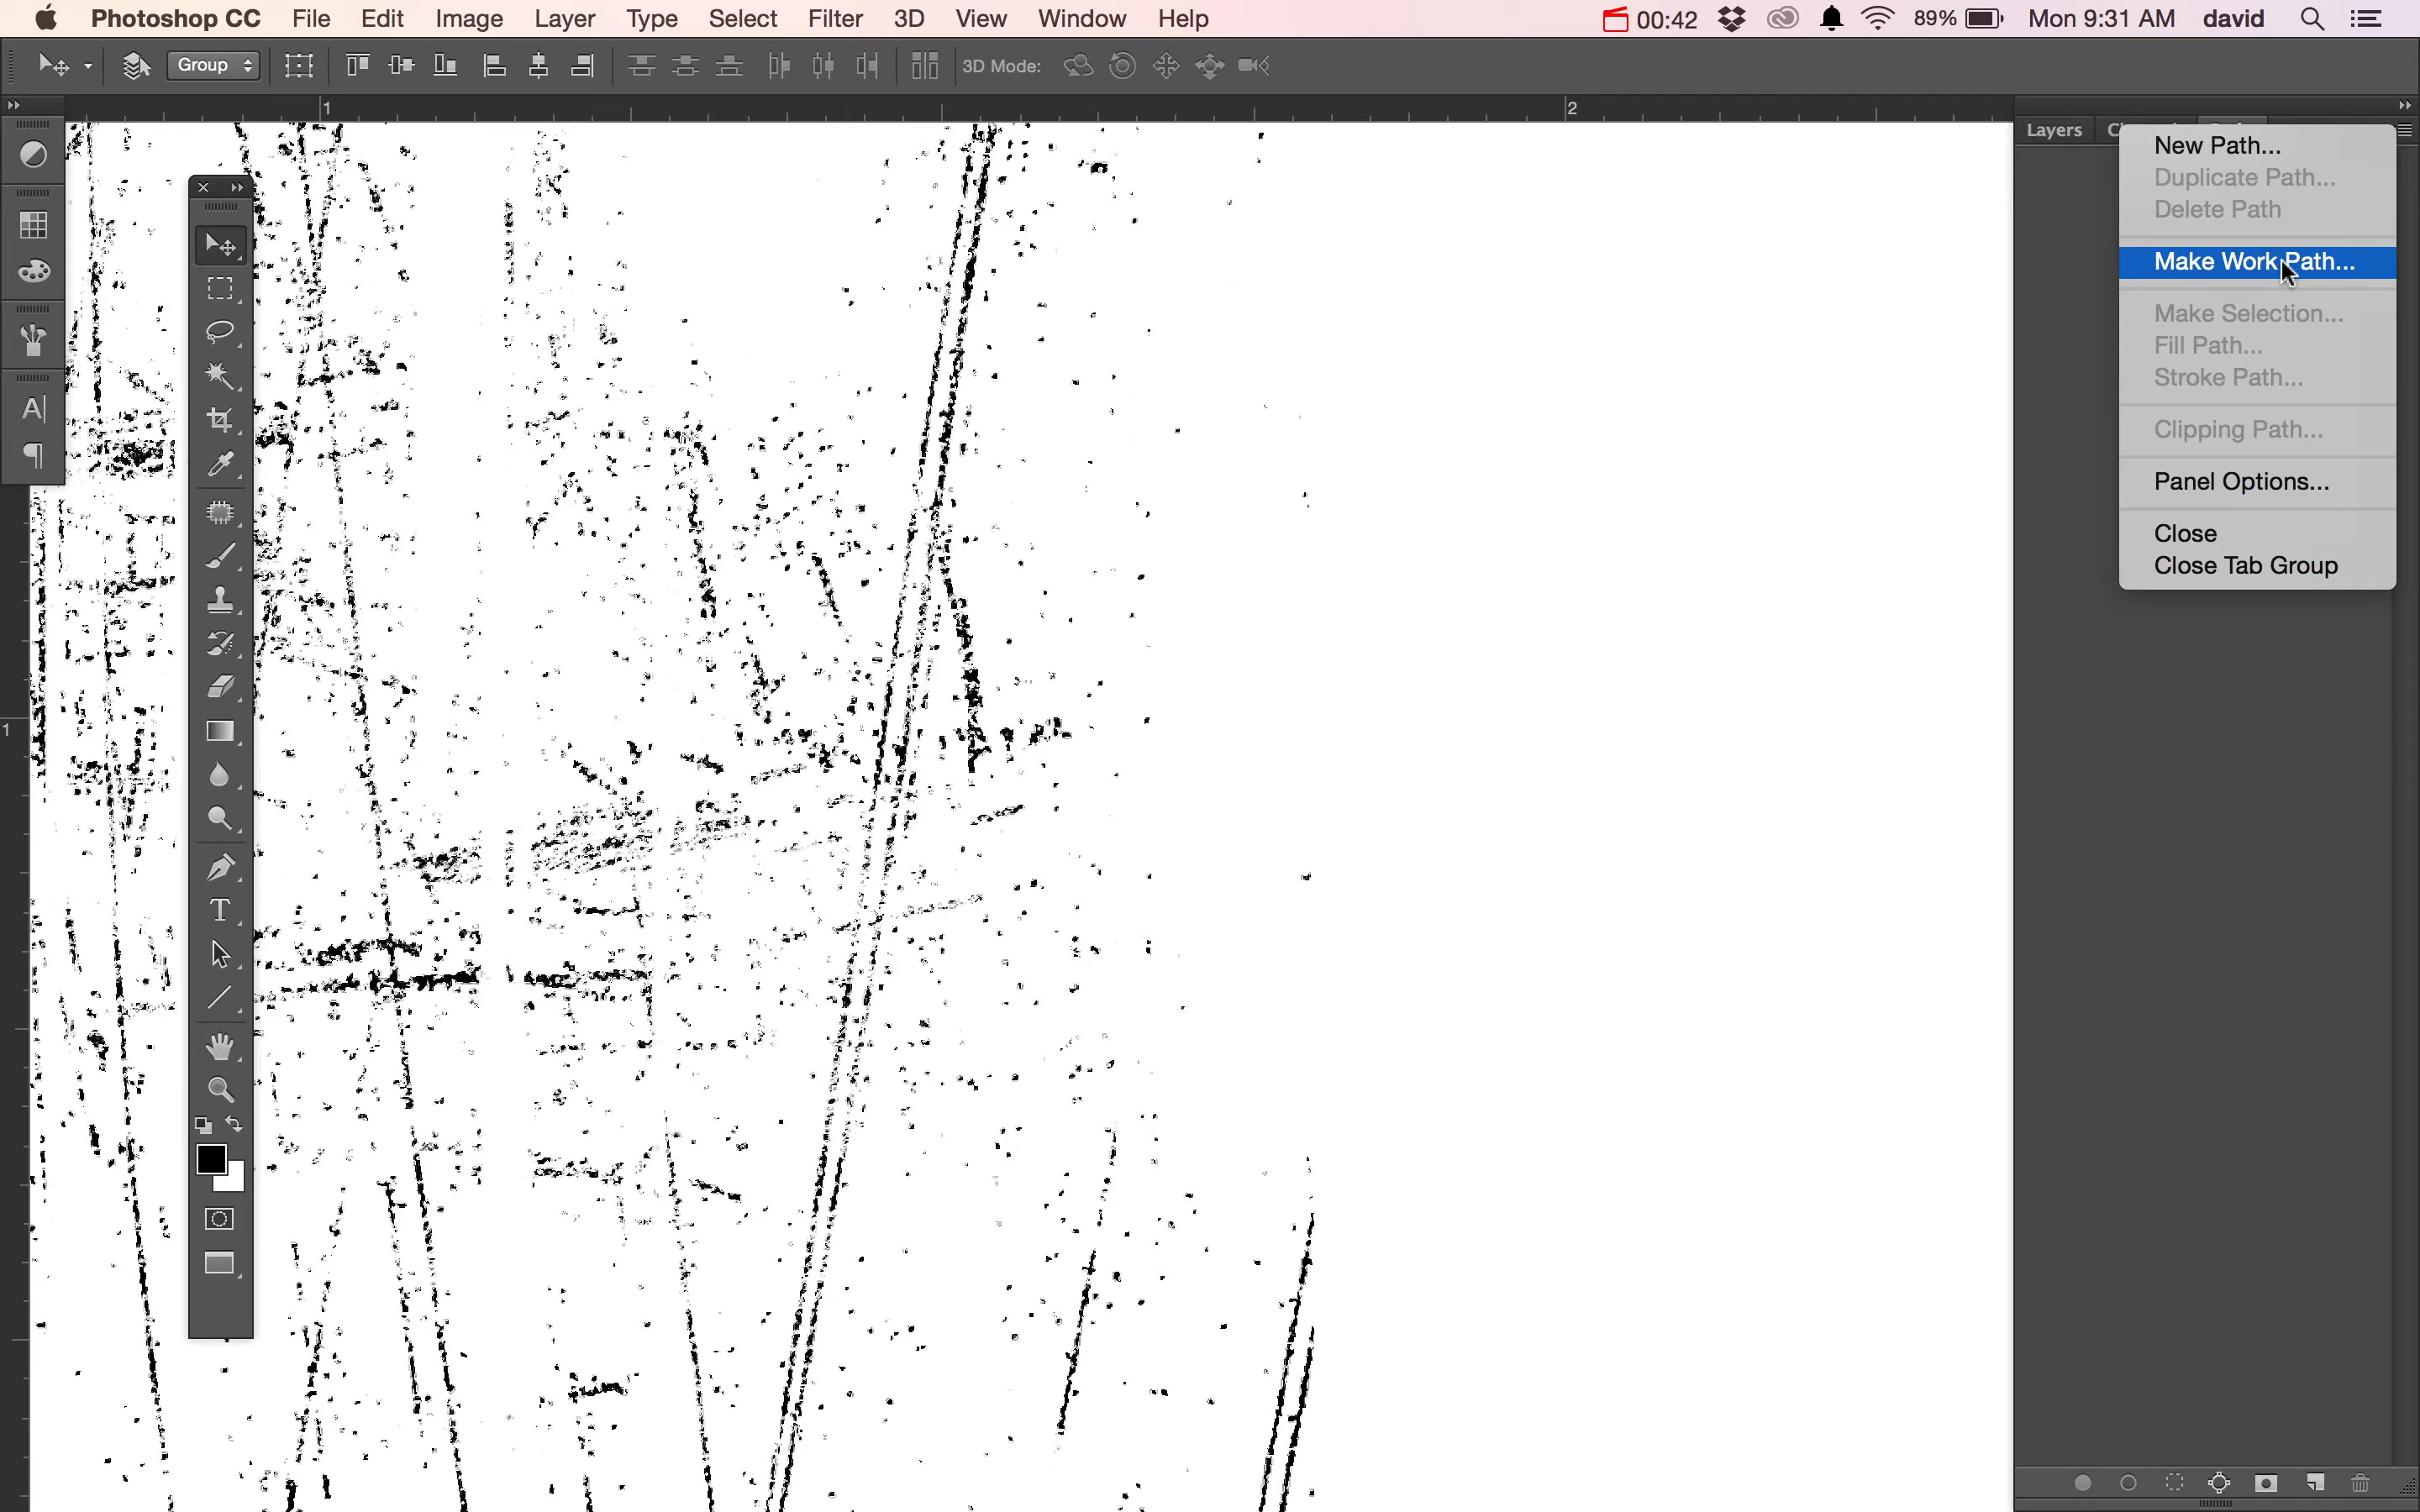 Photoshop CC File Edit Image Layer Type Select Filter 3D View Window Help 00:42 89% Mon 9:31 AM david
Group 3D Mode:
1 2
Layers
New Path...
Duplicate Path...
Delete Path
Make Work Path...
Make Selection...
Fill Path...
Stroke Path...
Clipping Path...
Panel Options...
Close
Close Tab Group
1